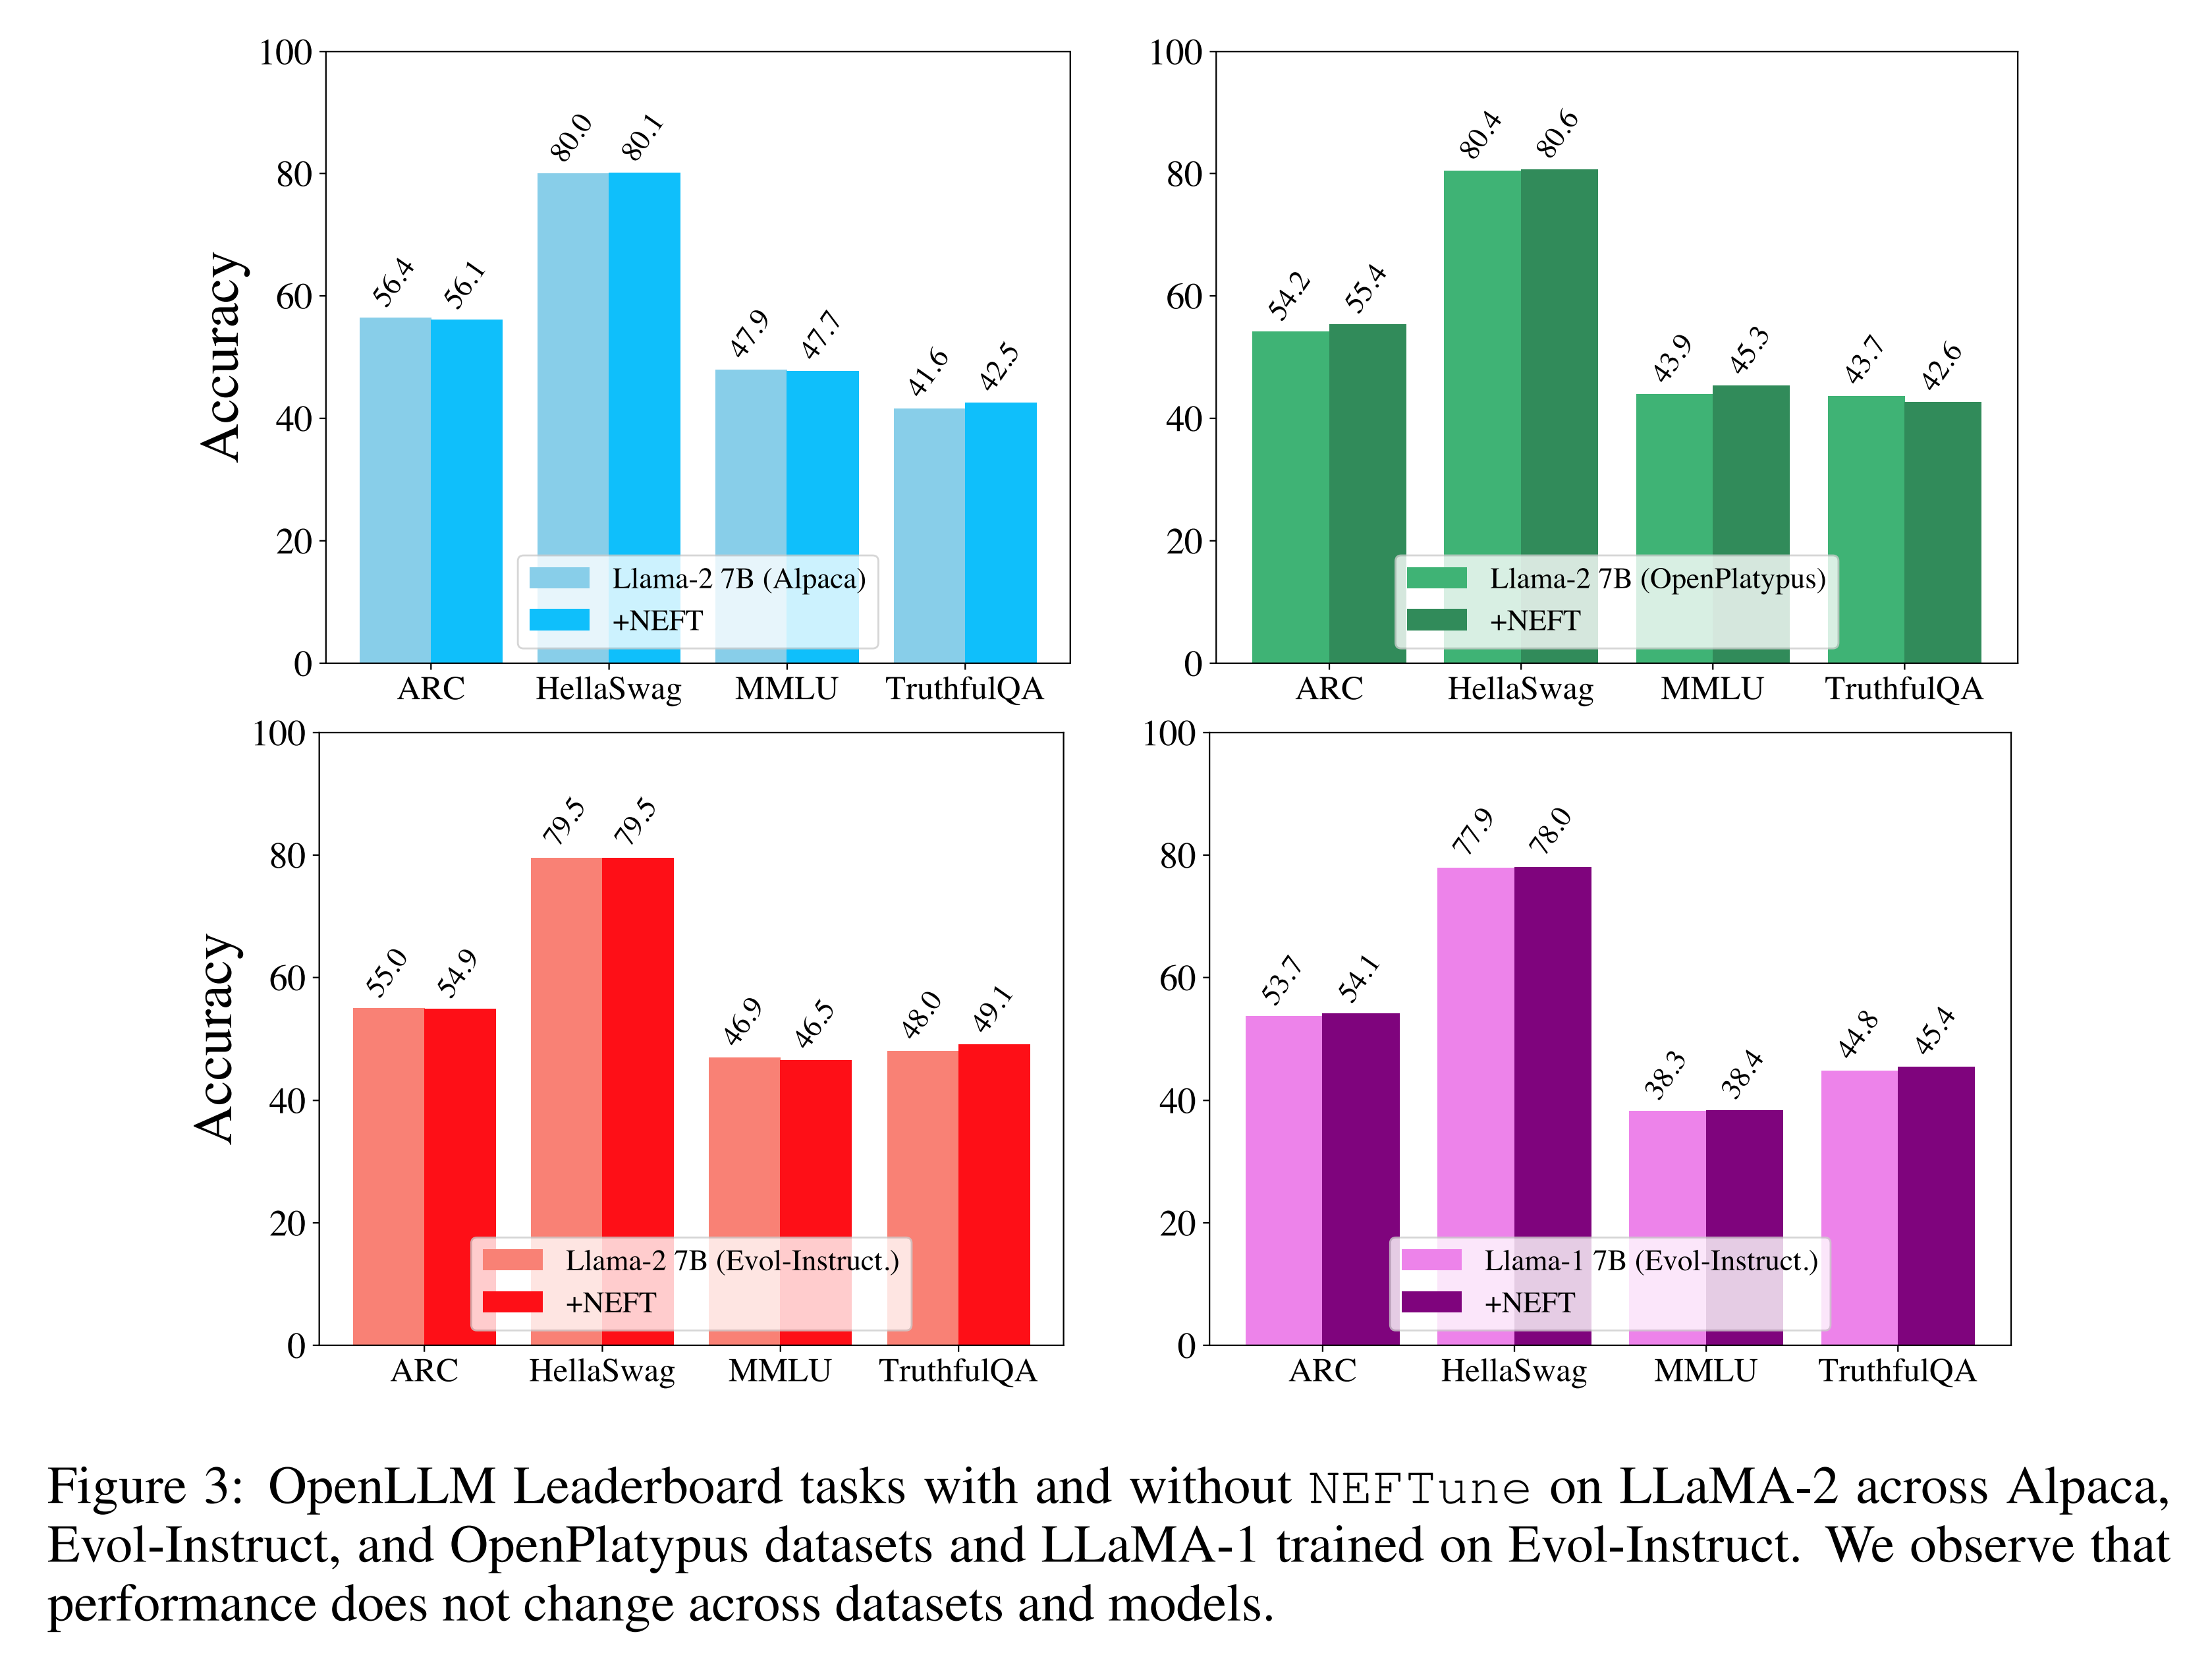 100
80
60
40
20
0
Accuracy
56.4
56.1
80.0
80.1
47.9
47.7
41.6
42.5
Llama-2 7B (Alpaca)
+NEFT
ARC
HellaSwag
MMLU
TruthfulQA
100
80
60
40
20
0
54.2
55.4
80.4
80.6
43.9
45.3
43.7
42.6
Llama-2 7B (OpenPlatypus)
+NEFT
ARC
HellaSwag
MMLU
TruthfulQA
100
80
60
40
20
0
Accuracy
55.0
54.9
79.5
79.5
46.9
46.5
48.0
49.1
Llama-2 7B (Evol-Instruct.)
+NEFT
ARC
HellaSwag
MMLU
TruthfulQA
100
80
60
40
20
0
53.7
54.1
77.9
78.0
38.3
38.4
44.8
45.4
Llama-1 7B (Evol-Instruct.)
+NEFT
ARC
HellaSwag
MMLU
TruthfulQA
Figure 3: OpenLLM Leaderboard tasks with and without NEFTune on LLaMA-2 across Alpaca,
Evol-Instruct, and OpenPlatypus datasets and LLaMA-1 trained on Evol-Instruct. We observe that
performance does not change across datasets and models.